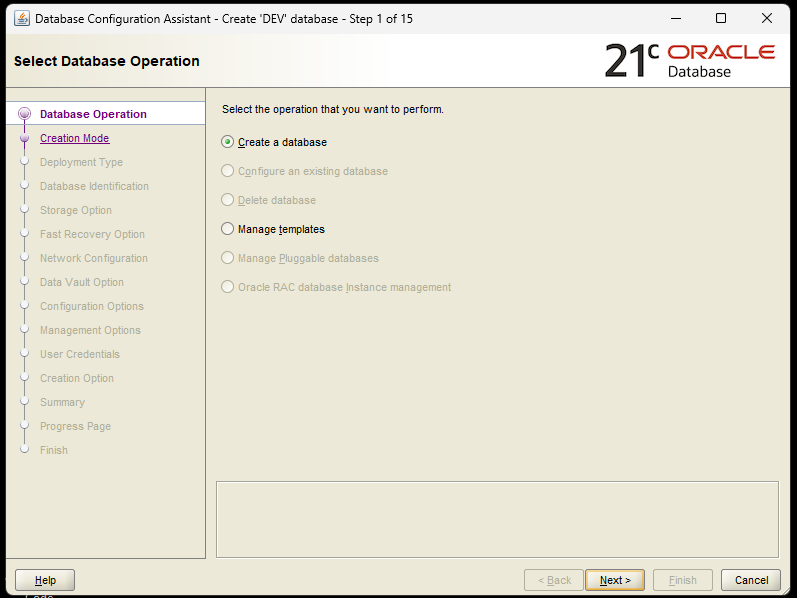 Database Configuration Assistant - Create 'DEV' database - Step 1 of 15
Select Database Operation
21c ORACLE
Database
Database Operation
Creation Mode
Deployment Type
Database Identification
Storage Option
Fast Recovery Option
Network Configuration
Data Vault Option
Configuration Options
Management Options
User Credentials
Creation Option
Summary
Progress Page
Finish
Select the operation that you want to perform.
Create a database
Configure an existing database
Delete database
Manage templates
Manage Pluggable databases
Oracle RAC database Instance management
Help
< Back
Next >
Finish
Cancel